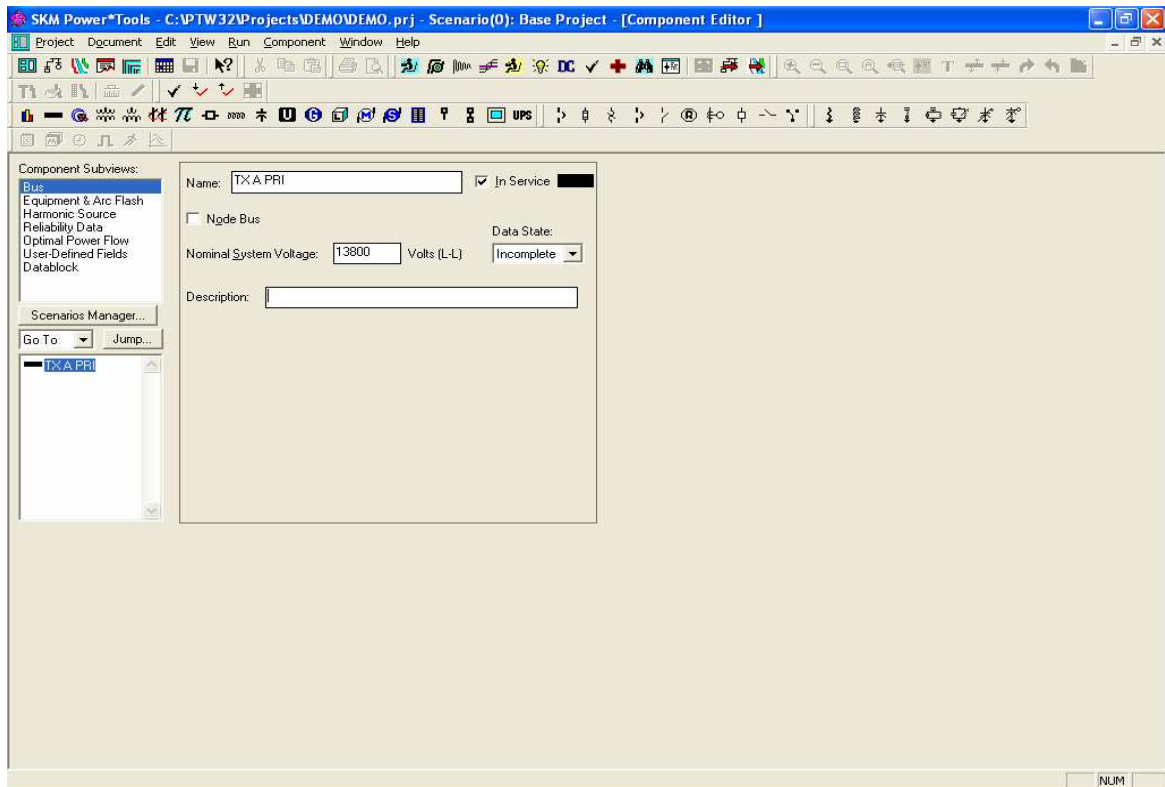 SKM Power*Tools - C:\PTW32\Projects\DEMO\DEMO.prj - Scenario(0): Base Project - [Component Editor ]
Project Document Edit View Run Component Window Help
DC
T
UPS
Component Subviews:
Bus
Equipment & Arc Flash
Harmonic Source
Reliability Data
Optimal Power Flow
User-Defined Fields
Datablock
Scenarios Manager...
Go To Jump...
TX A PRI
Name: TX A PRI In Service
Node Bus
Data State:
Nominal System Voltage: 13800 Volts (L-L) Incomplete
Description:
NUM